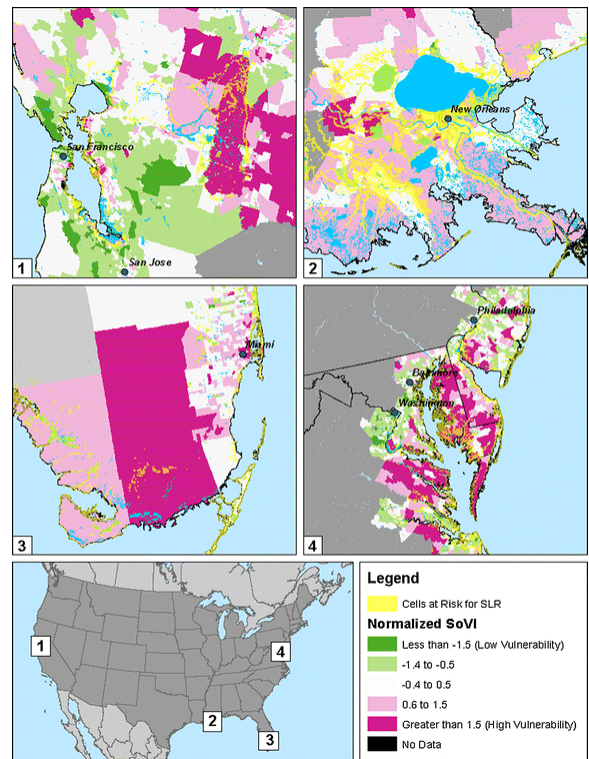 San Francisco
San Jose
1
New Orleans
2
Miami
3
Philadelphia
Baltimore
Washington
4
1
4
2
3
Legend
Cells at Risk for SLR
Normalized SoVI
Less than -1.5 (Low Vulnerability)
-1.4 to -0.5
-0.4 to 0.5
0.6 to 1.5
Greater than 1.5 (High Vulnerability)
No Data